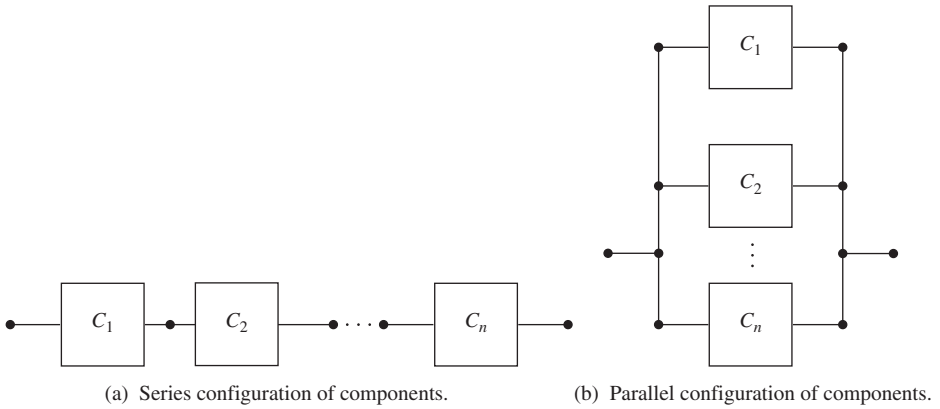 C₁
C₂
⋮
Cₙ
C₁
C₂
···
Cₙ
(a) Series configuration of components.
(b) Parallel configuration of components.